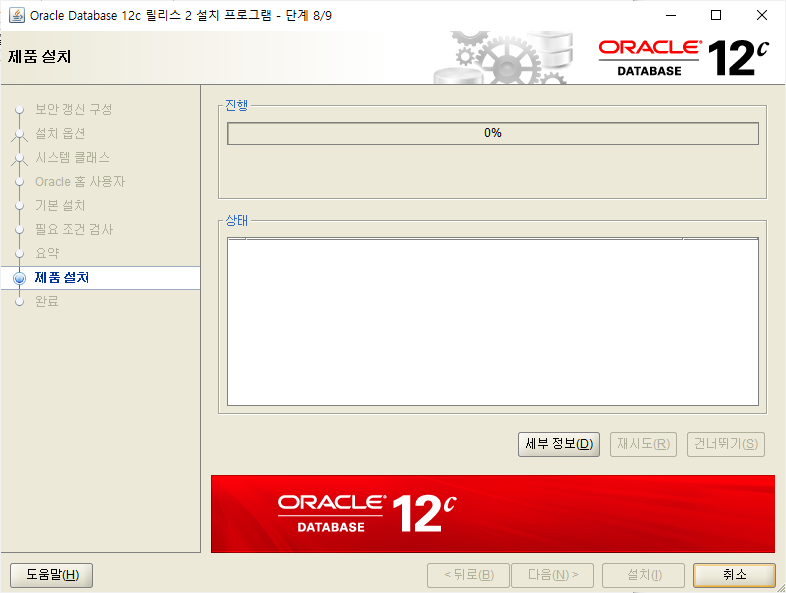 Oracle Database 12c 릴리스 2 설치 프로그램 - 단계 8/9
제품 설치
ORACLE
DATABASE
12c
보안 갱신 구성
설치 옵션
시스템 클래스
Oracle 홈 사용자
기본 설치
필요 조건 검사
요약
제품 설치
완료
진행
0%
상태
세부 정보(D)
재시도(R)
건너뛰기(S)
ORACLE
DATABASE
12c
도움말(H)
< 뒤로(B)
다음(N) >
설치(I)
취소